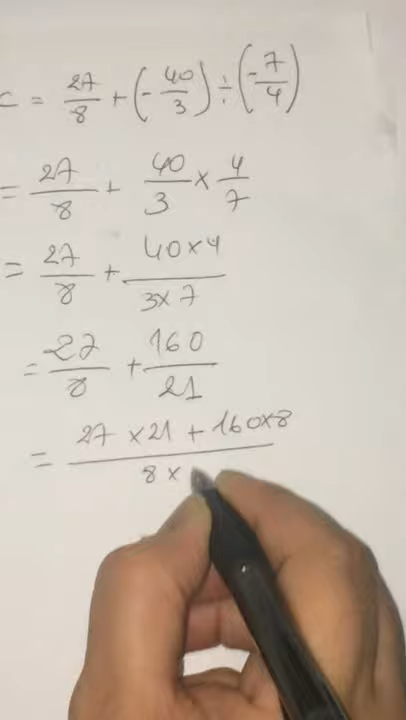 C = 27/8 + (-40/3) ÷ (-7/4)
= 27/8 + 40/3 × 4/7
= 27/8 + 40×4/3×7
= 27/8 + 160/21
= 27×21+160×8/8×